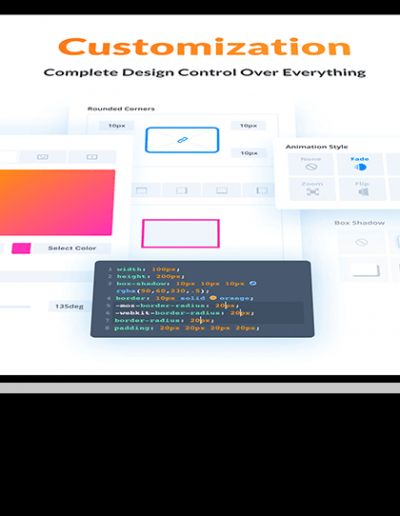 Customization
Complete Design Control Over Everything
Rounded Corners
10px
10px
10px
Animation Style
None
Fade
Zoom
Flip
Box Shadow
Select Color
135deg
1 width: 100px;
2 height: 200px;
3 box-shadow: 10px 10px 10px
rgba(50,60,230,.5);
4 border: 10px solid orange;
5 -moz-border-radius: 20px;
6 -webkit-border-radius: 20px;
7 border-radius: 20px;
8 padding: 20px 20px 20px 20px;